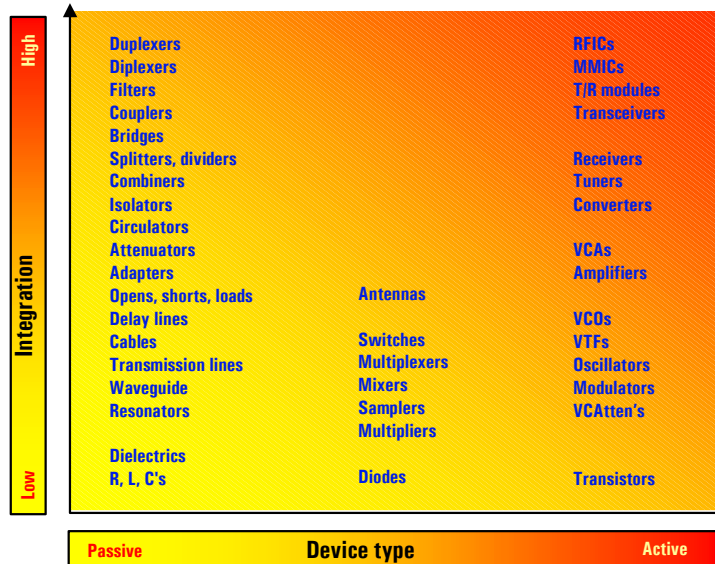 High
Integration
Low
Duplexers
Diplexers
Filters
Couplers
Bridges
Splitters, dividers
Combiners
Isolators
Circulators
Attenuators
Adapters
Opens, shorts, loads
Delay lines
Cables
Transmission lines
Waveguide
Resonators
Dielectrics
R, L, C's
Antennas
Switches
Multiplexers
Mixers
Samplers
Multipliers
Diodes
RFICs
MMICs
T/R modules
Transceivers
Receivers
Tuners
Converters
VCAs
Amplifiers
VCOs
VTFs
Oscillators
Modulators
VCAtten’s
Transistors
Passive
Device type
Active